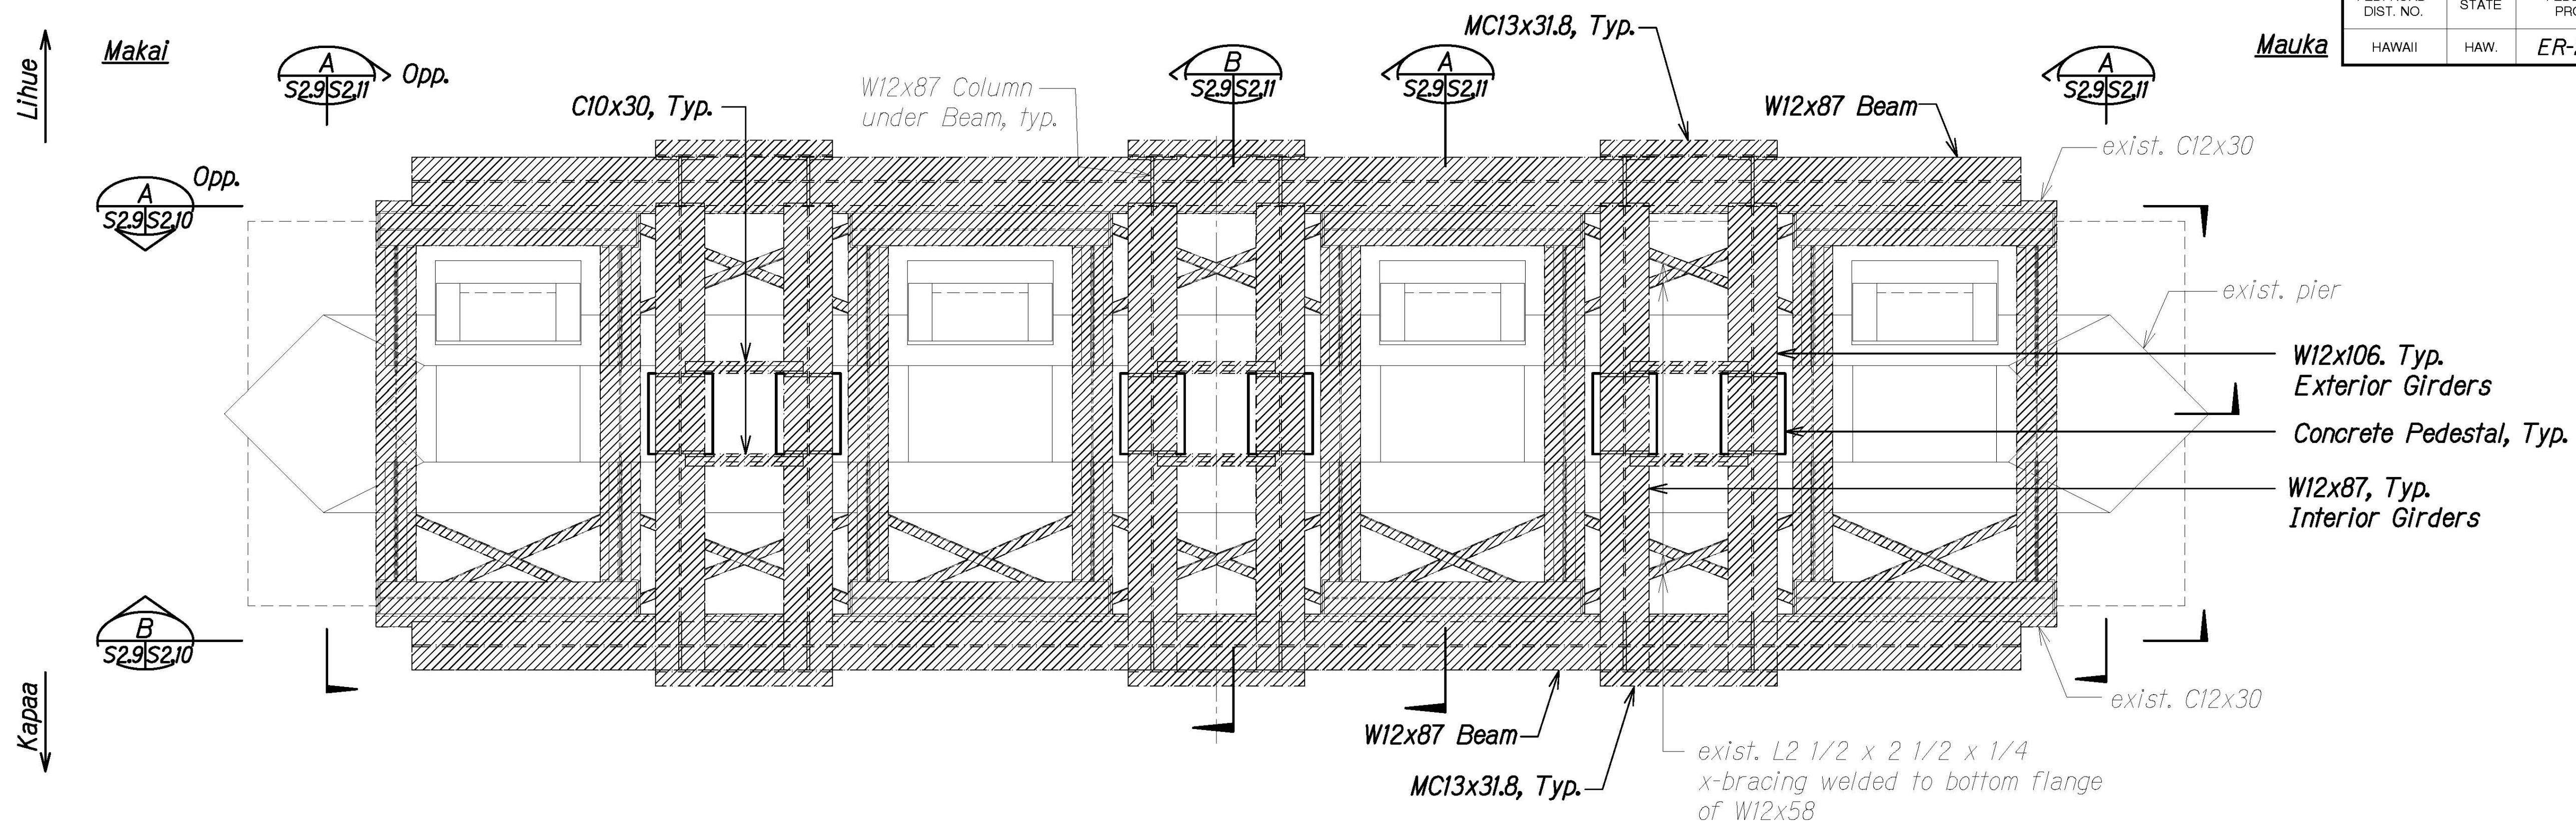 DIST. NO.
STATE
HAWAII
HAW.
Mauka
Makai
Lihue
A
S2.9 S2.11
Opp.
C10x30, Typ.
W12x87 Column
under Beam, typ.
B
S2.9 S2.11
MC13x31.8, Typ.
A
S2.9 S2.11
W12x87 Beam
A
S2.9 S2.11
exist. C12x30
A
S2.9 S2.10
Opp.
exist. pier
W12x106. Typ.
Exterior Girders
Concrete Pedestal, Typ.
W12x87, Typ.
Interior Girders
B
S2.9 S2.10
Kapaa
exist. C12x30
W12x87 Beam
MC13x31.8, Typ.
exist. L2 1/2 x 2 1/2 x 1/4
x-bracing welded to bottom flange
of W12x58